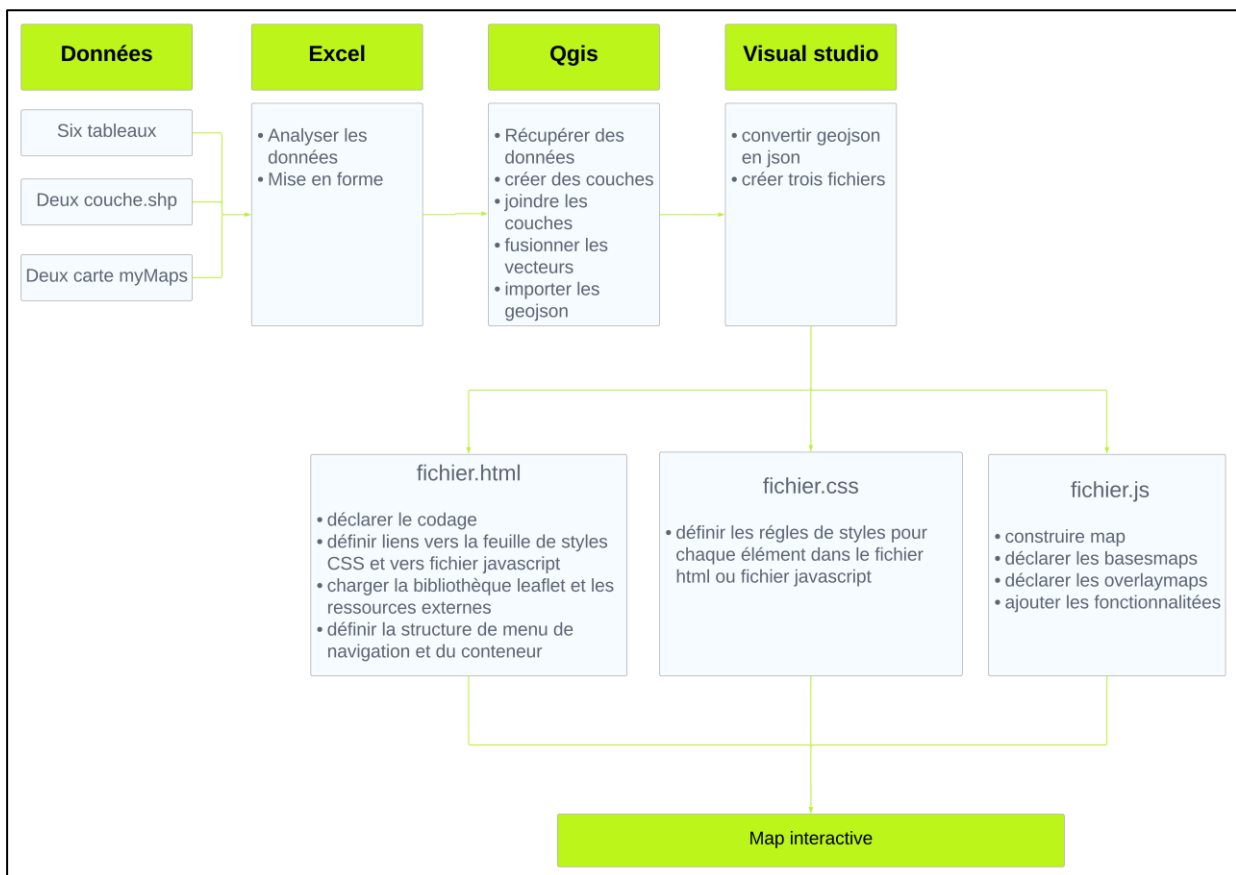 Données
Excel
Qgis
Visual studio
Six tableaux
Deux couche.shp
Deux carte myMaps
• Analyser les
données
• Mise en forme
• Récupérer des
données
• créer des couches
• joindre les
couches
• fusionner les
vecteurs
• importer les
geojson
• convertir geojson
en json
• créer trois fichiers
fichier.html
• déclarer le codage
• définir liens vers la feuille de styles
CSS et vers fichier javascript
• charger la bibliothèque leaflet et les
ressources externes
• définir la structure de menu de
navigation et du conteneur
fichier.css
• définir les régles de styles pour
chaque élément dans le fichier
html ou fichier javascript
fichier.js
• construire map
• déclarer les basesmaps
• déclarer les overlaymaps
• ajouter les fonctionnalitées
Map interactive